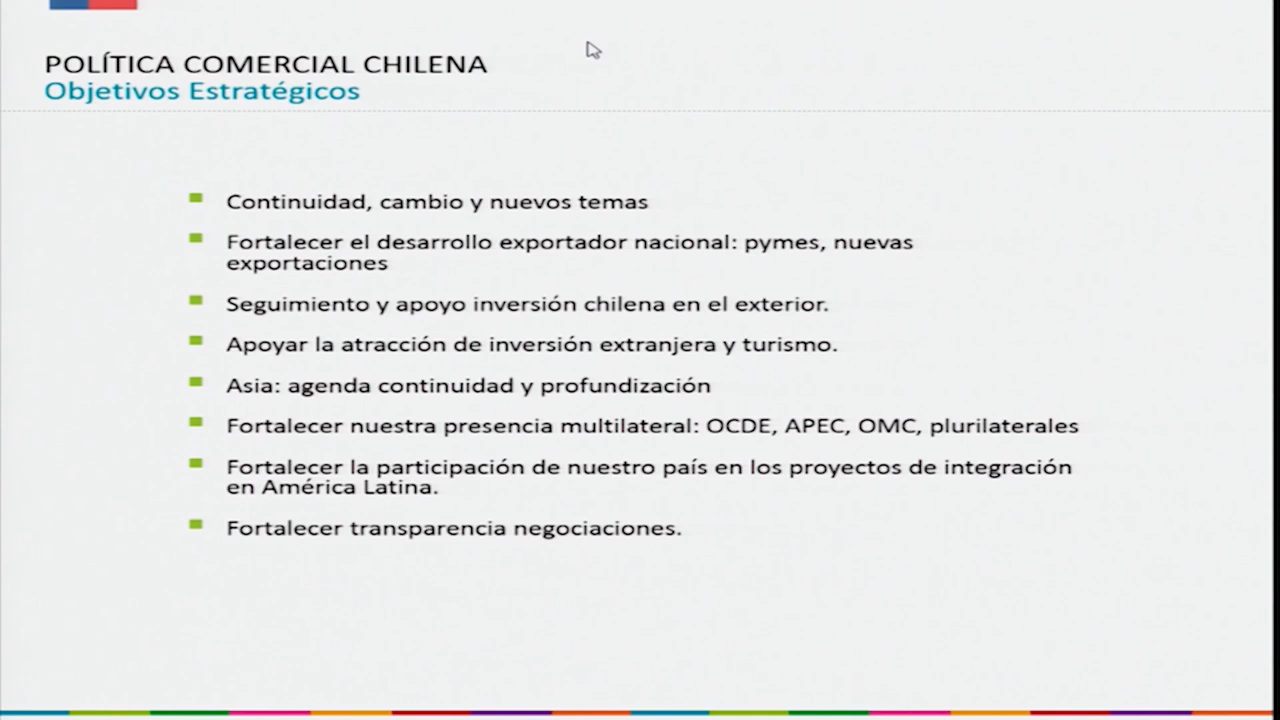 POLÍTICA COMERCIAL CHILENA
Objetivos Estratégicos
Continuidad, cambio y nuevos temas
Fortalecer el desarrollo exportador nacional: pymes, nuevas
exportaciones
Seguimiento y apoyo inversión chilena en el exterior.
Apoyar la atracción de inversión extranjera y turismo.
Asia: agenda continuidad y profundización
Fortalecer nuestra presencia multilateral: OCDE, APEC, OMC, plurilaterales
Fortalecer la participación de nuestro país en los proyectos de integración
en América Latina.
Fortalecer transparencia negociaciones.